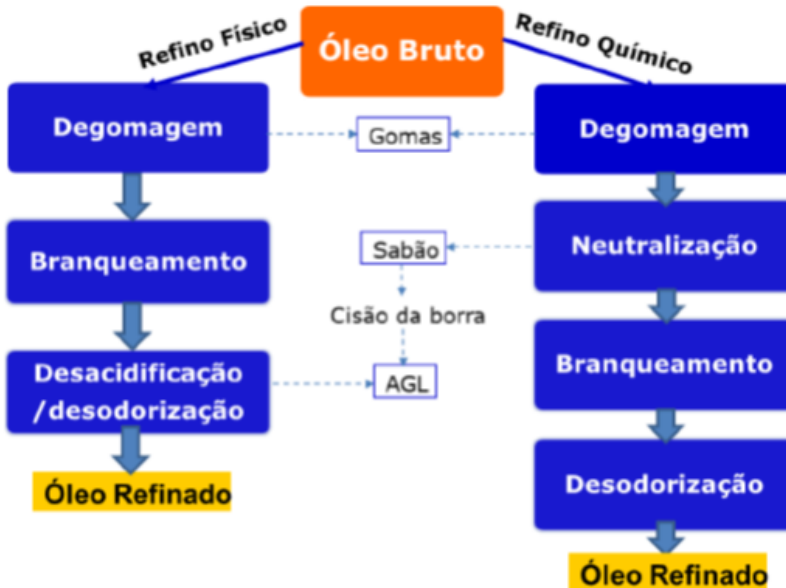 Óleo Bruto
Refino Físico
Refino Químico
Degomagem
Gomas
Degomagem
Branqueamento
Sabão
Neutralização
Cisão da borra
Desacidificação
/desodorização
AGL
Branqueamento
Óleo Refinado
Desodorização
Óleo Refinado